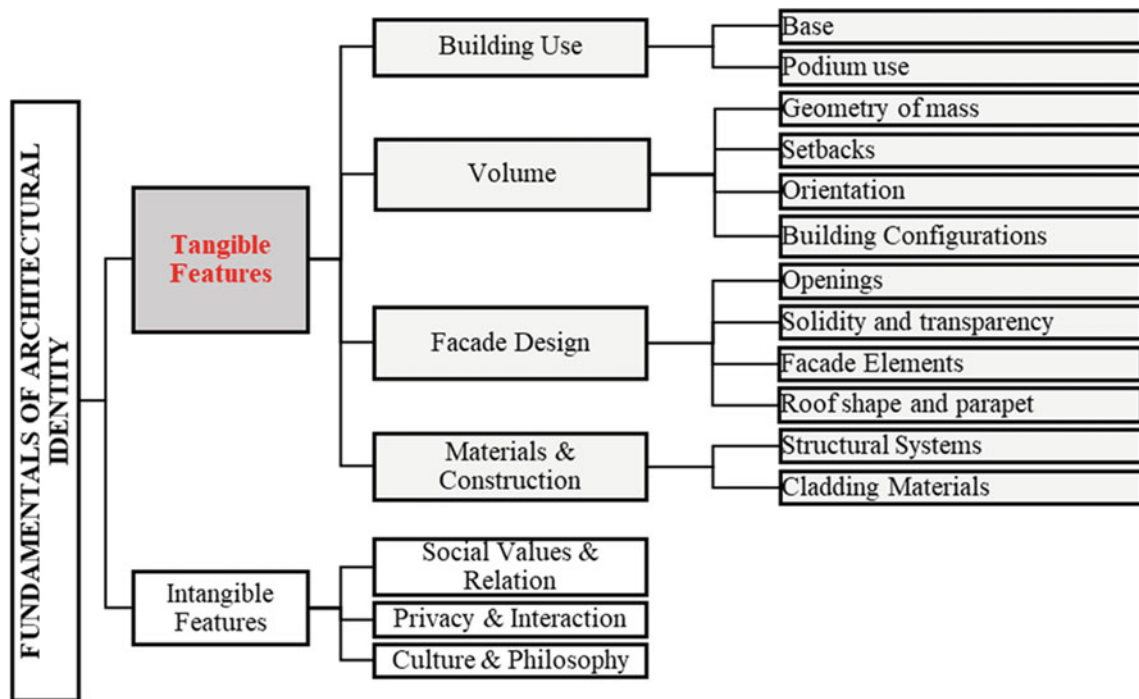 FUNDAMENTALS OF ARCHITECTURAL
IDENTITY
Tangible
Features
Building Use
Base
Podium use
Volume
Geometry of mass
Setbacks
Orientation
Building Configurations
Facade Design
Openings
Solidity and transparency
Facade Elements
Roof shape and parapet
Materials &
Construction
Structural Systems
Cladding Materials
Intangible
Features
Social Values &
Relation
Privacy & Interaction
Culture & Philosophy